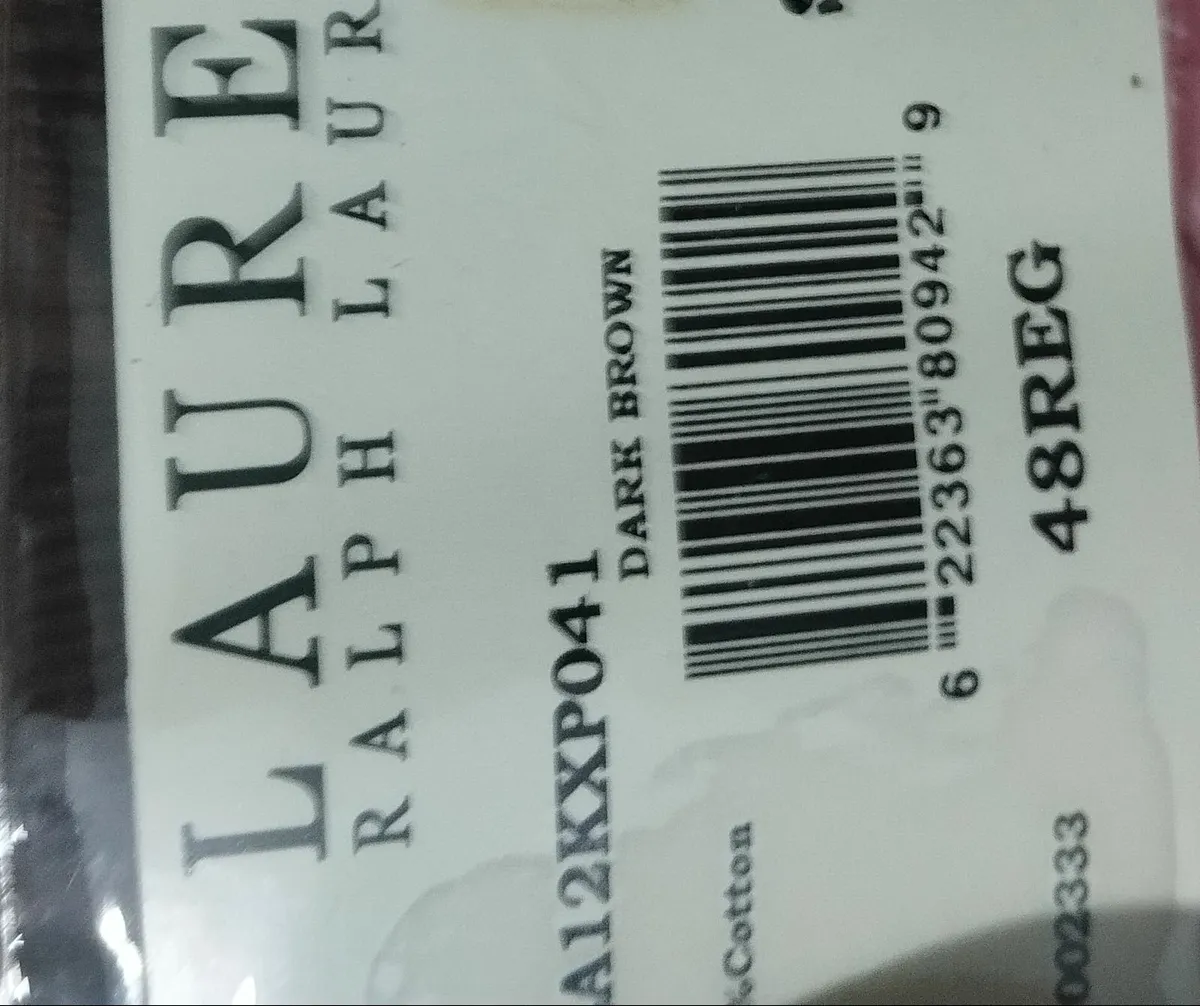 LAURE
RALPH LAUR
A12KXP041
DARK BROWN
%Cotton
6 22363 80942 9
002333
48REG